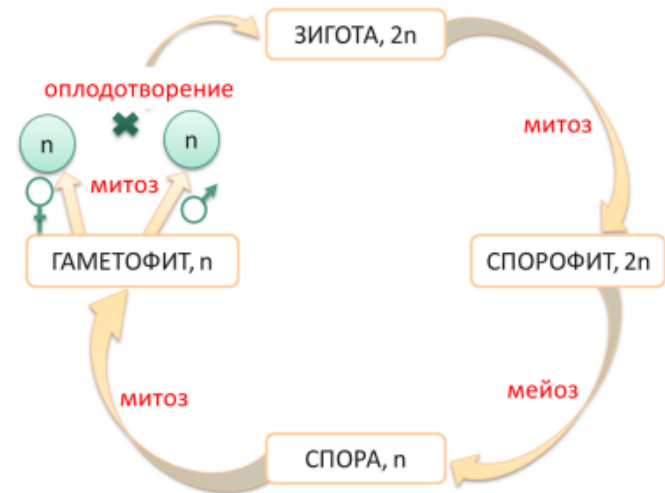 ЗИГОТА, 2n
оплодотворение
митоз
n
n
митоз
ГАМЕТОФИТ, n
СПОРОФИТ, 2n
митоз
мейоз
СПОРА, n